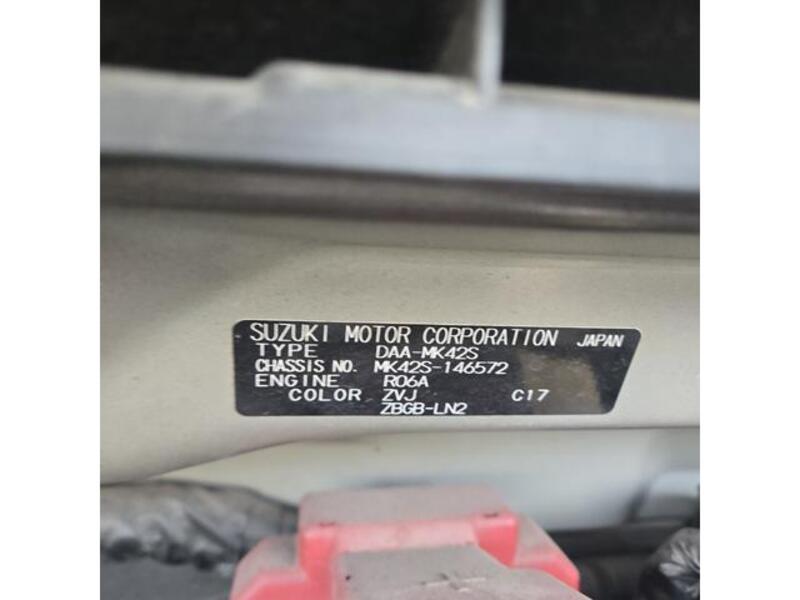 SUZUKI MOTOR CORPORATION JAPAN
TYPE DAA-MK42S
CHASSIS NO. MK42S-146572
ENGINE R06A
COLOR ZVJ C17
ZBGB-LN2